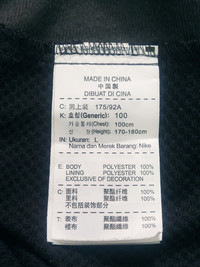 MADE IN CHINA
中国製
DIBUAT DI CINA
C: 男上装 175/92A
K: 호칭(Generic): 100
가슴둘레(Chest): 100cm
신 장(Height): 170-180cm
IN: Ukuran: L
Nama dan Merek Barang: Nike
E: BODY POLYESTER 100%
LINING POLYESTER 100%
EXCLUSIVE OF DECORATION
C: 面料 聚酯纤维 100%
里料 聚酯纤维 100%
不包括装饰部分
T: 表布 聚酯纖維 100%
裡布 聚酯纖維 100%